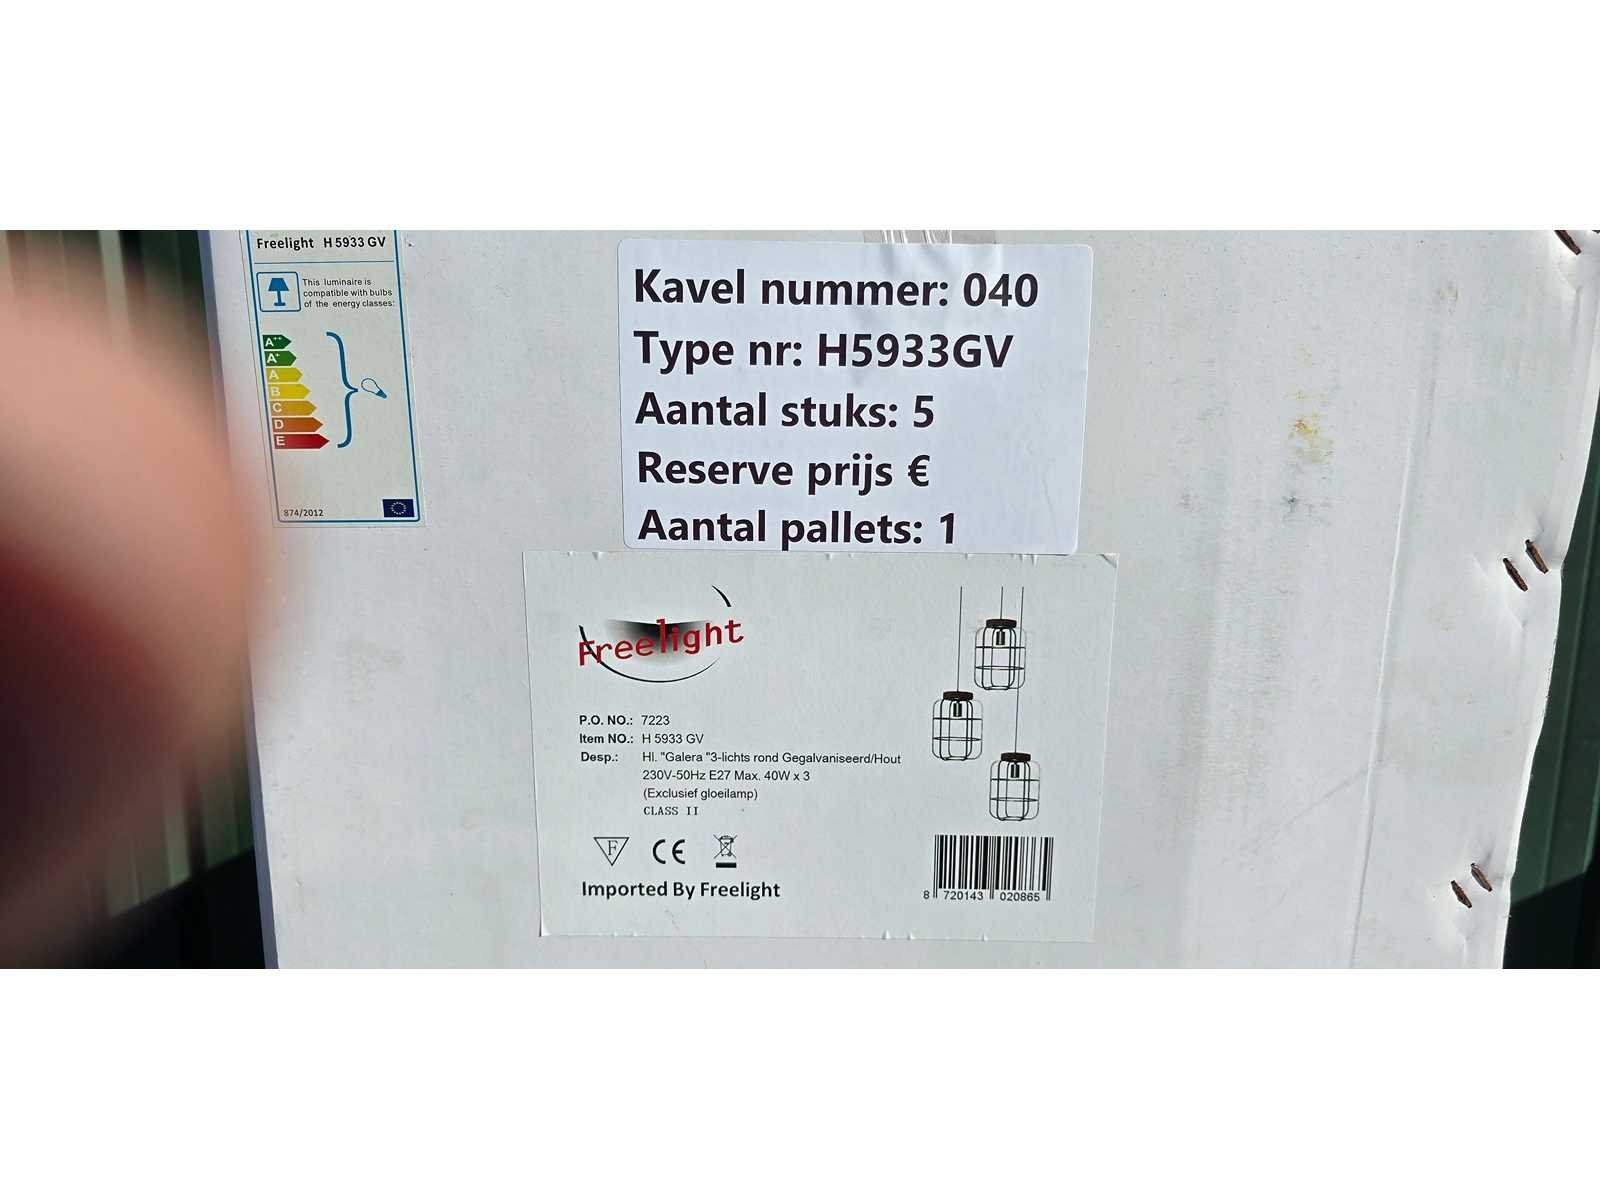 Freelight H 5933 GV
This luminaire is
compatible with bulbs
of the energy classes:
A++
A+
A
B
C
D
E
874/2012
Kavel nummer: 040
Type nr: H5933GV
Aantal stuks: 5
Reserve prijs €
Aantal pallets: 1
Freelight
P.O. NO.: 7223
Item NO.: H 5933 GV
Desp.: Hl. "Galera "3-lichts rond Gegalvaniseerd/Hout
230V-50Hz E27 Max. 40W x 3
(Exclusief gloeilamp)
CLASS II
F CE
Imported By Freelight
8 720143 020865